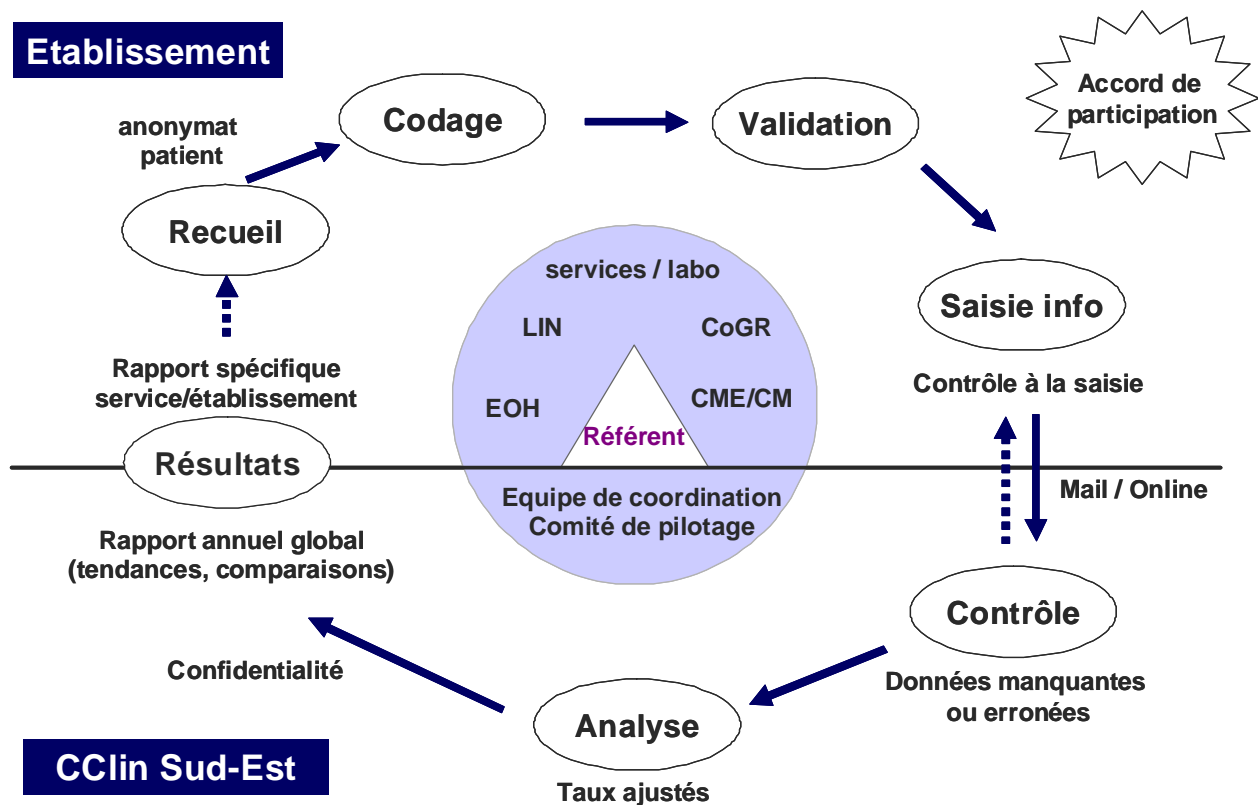 Etablissement
Accord de
participation
anonymat
patient
Codage
Validation
Recueil
services / labo
Saisie info
LIN
CoGR
Rapport spécifique
service/établissement
Contrôle à la saisie
EOH
CME/CM
Référent
Résultats
Mail / Online
Equipe de coordination
Comité de pilotage
Rapport annuel global
(tendances, comparaisons)
Contrôle
Confidentialité
Données manquantes
ou erronées
Analyse
CClin Sud-Est
Taux ajustés